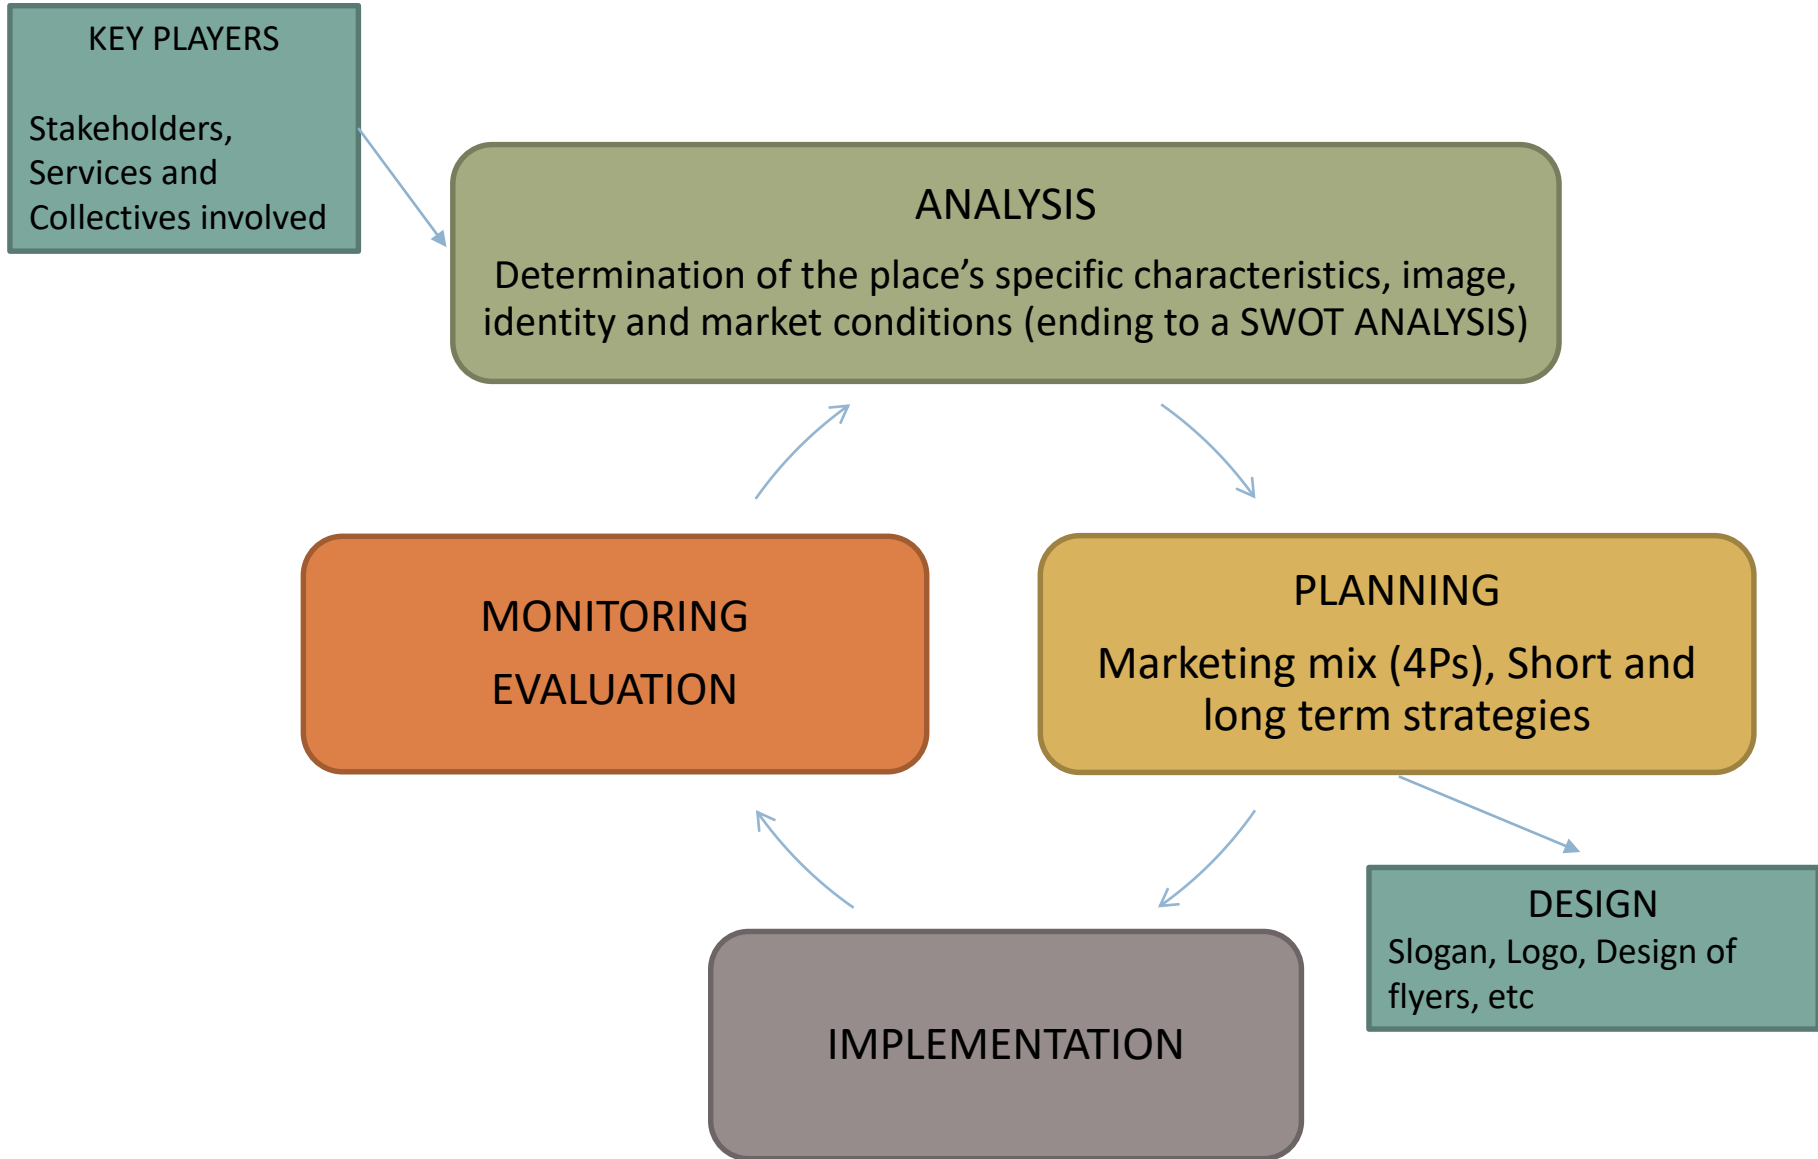 KEY PLAYERS
Stakeholders,
Services and
Collectives involved
ANALYSIS
Determination of the place’s specific characteristics, image,
identity and market conditions (ending to a SWOT ANALYSIS)
MONITORING
EVALUATION
PLANNING
Marketing mix (4Ps), Short and
long term strategies
DESIGN
Slogan, Logo, Design of
flyers, etc
IMPLEMENTATION